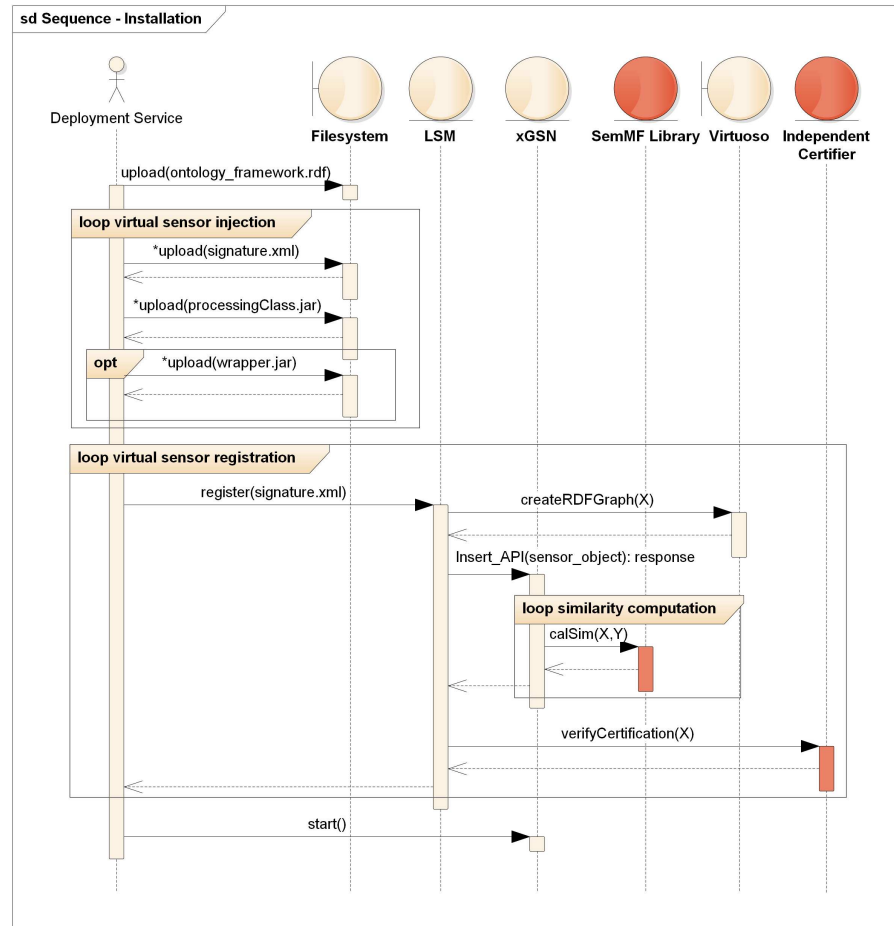 sd Sequence - Installation
Deployment Service
Filesystem
LSM
xGSN
SemMF Library
Virtuoso
Independent
Certifier
upload(ontology_framework.rdf)
loop virtual sensor injection
*upload(signature.xml)
*upload(processingClass.jar)
opt
*upload(wrapper.jar)
loop virtual sensor registration
register(signature.xml)
createRDFGraph(X)
Insert_API(sensor_object): response
loop similarity computation
calSim(X,Y)
verifyCertification(X)
start()